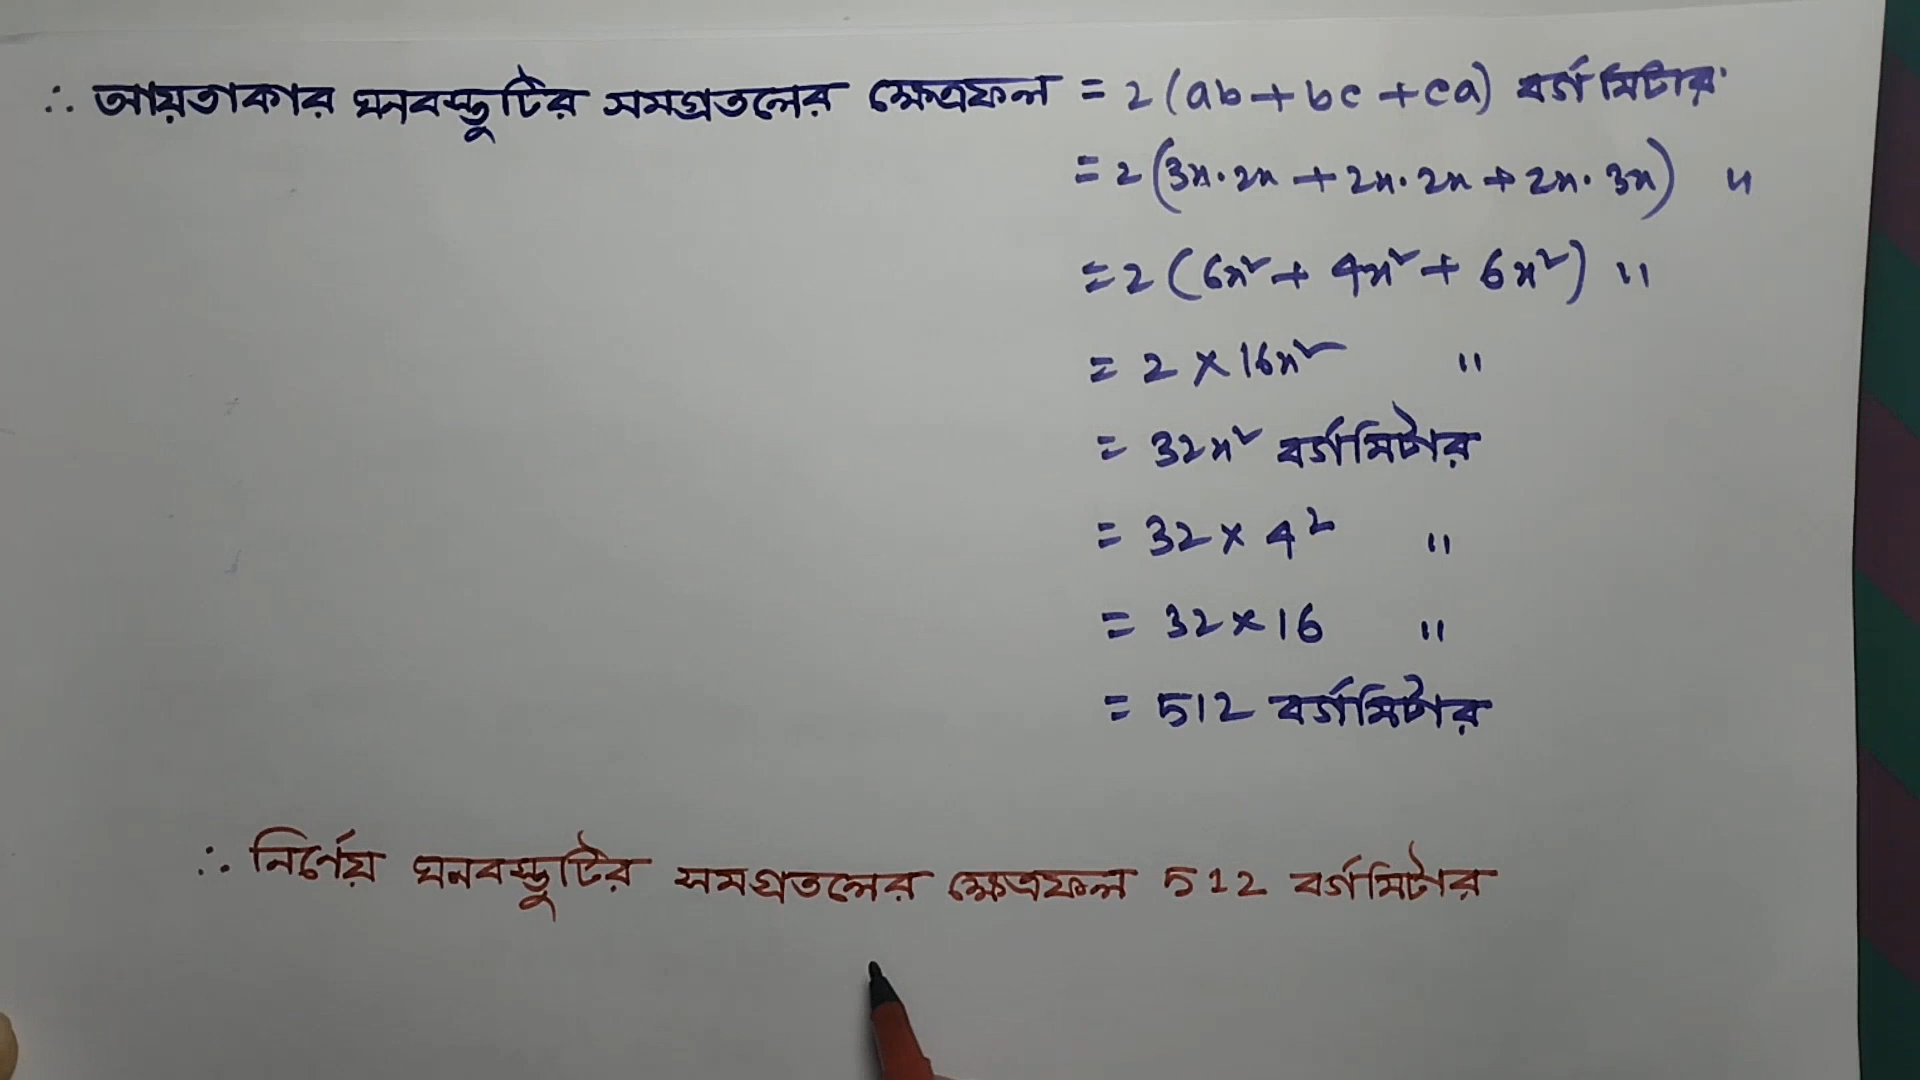 ∴ আয়তাকার ঘনবস্তুটির সমগ্রতলের ক্ষেত্রফল = 2 (ab + bc + ca) বর্গমিটার
= 2 (3x·2x + 2x·2x + 2x·3x) "
= 2 (6x² + 4x² + 6x²) "
= 2 × 16x² "
= 32x² বর্গমিটার
= 32 × 4² "
= 32 × 16 "
= 512 বর্গমিটার
∴ নির্ণেয় ঘনবস্তুটির সমগ্রতলের ক্ষেত্রফল 512 বর্গমিটার